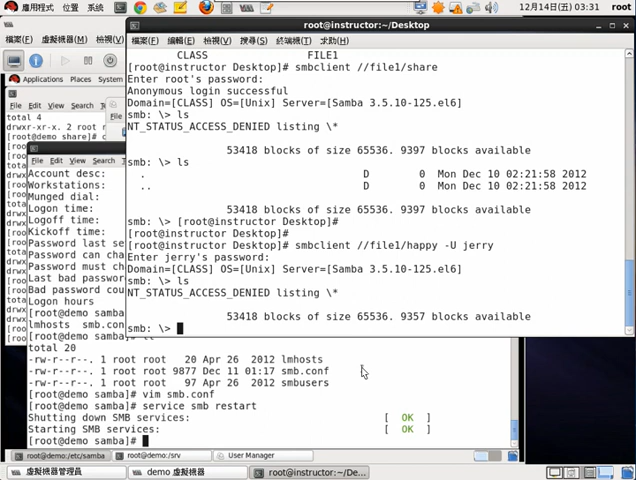 應用程式 位置 系統
12月14日(五) 03:31 root
root@instructor:~/Desktop
檔案(F) 編輯(E) 檢視(V) 搜尋(S) 終端機(T) 求助(H)
CLASS FILE1
[root@instructor Desktop]# smbclient //file1/share
Enter root's password:
Anonymous login successful
Domain=[CLASS] OS=[Unix] Server=[Samba 3.5.10-125.el6]
smb: \> ls
NT_STATUS_ACCESS_DENIED listing \*
53418 blocks of size 65536. 9397 blocks available
smb: \> ls
. D 0 Mon Dec 10 02:21:58 2012
.. D 0 Mon Dec 10 02:21:58 2012
53418 blocks of size 65536. 9397 blocks available
smb: \> [root@instructor Desktop]#
[root@instructor Desktop]#
[root@instructor Desktop]# smbclient //file1/happy -U jerry
Enter jerry's password:
Domain=[CLASS] OS=[Unix] Server=[Samba 3.5.10-125.el6]
smb: \> ls
NT_STATUS_ACCESS_DENIED listing \*
53418 blocks of size 65536. 9357 blocks available
smb: \>
檔案(F) 虛擬機(M) 檢視(V)
Applications Places System
File Edit View Search
total 4
drwxr-xr-x. 2 root
[root@demo share]#
File Edit View Search
Account desc:
Workstations:
Munged dial:
Logon time:
Logoff time:
Kickoff time:
Password last se
Password can cha
Password must ch
Last bad passwor
Bad password cou
Logon hours
[root@demo samba]
lmhosts smb.con
[root@demo samba]# ll
total 20
-rw-r--r--. 1 root root 20 Apr 26 2012 lmhosts
-rw-r--r--. 1 root root 9877 Dec 11 01:17 smb.conf
-rw-r--r--. 1 root root 97 Apr 26 2012 smbusers
[root@demo samba]# vim smb.conf
[root@demo samba]# service smb restart
Shutting down SMB services: [ OK ]
Starting SMB services: [ OK ]
[root@demo samba]#
root@demo:/etc/samba root@demo:/srv User Manager
虛擬機器管理員 demo 虛擬機器 root@instructor:~/De...